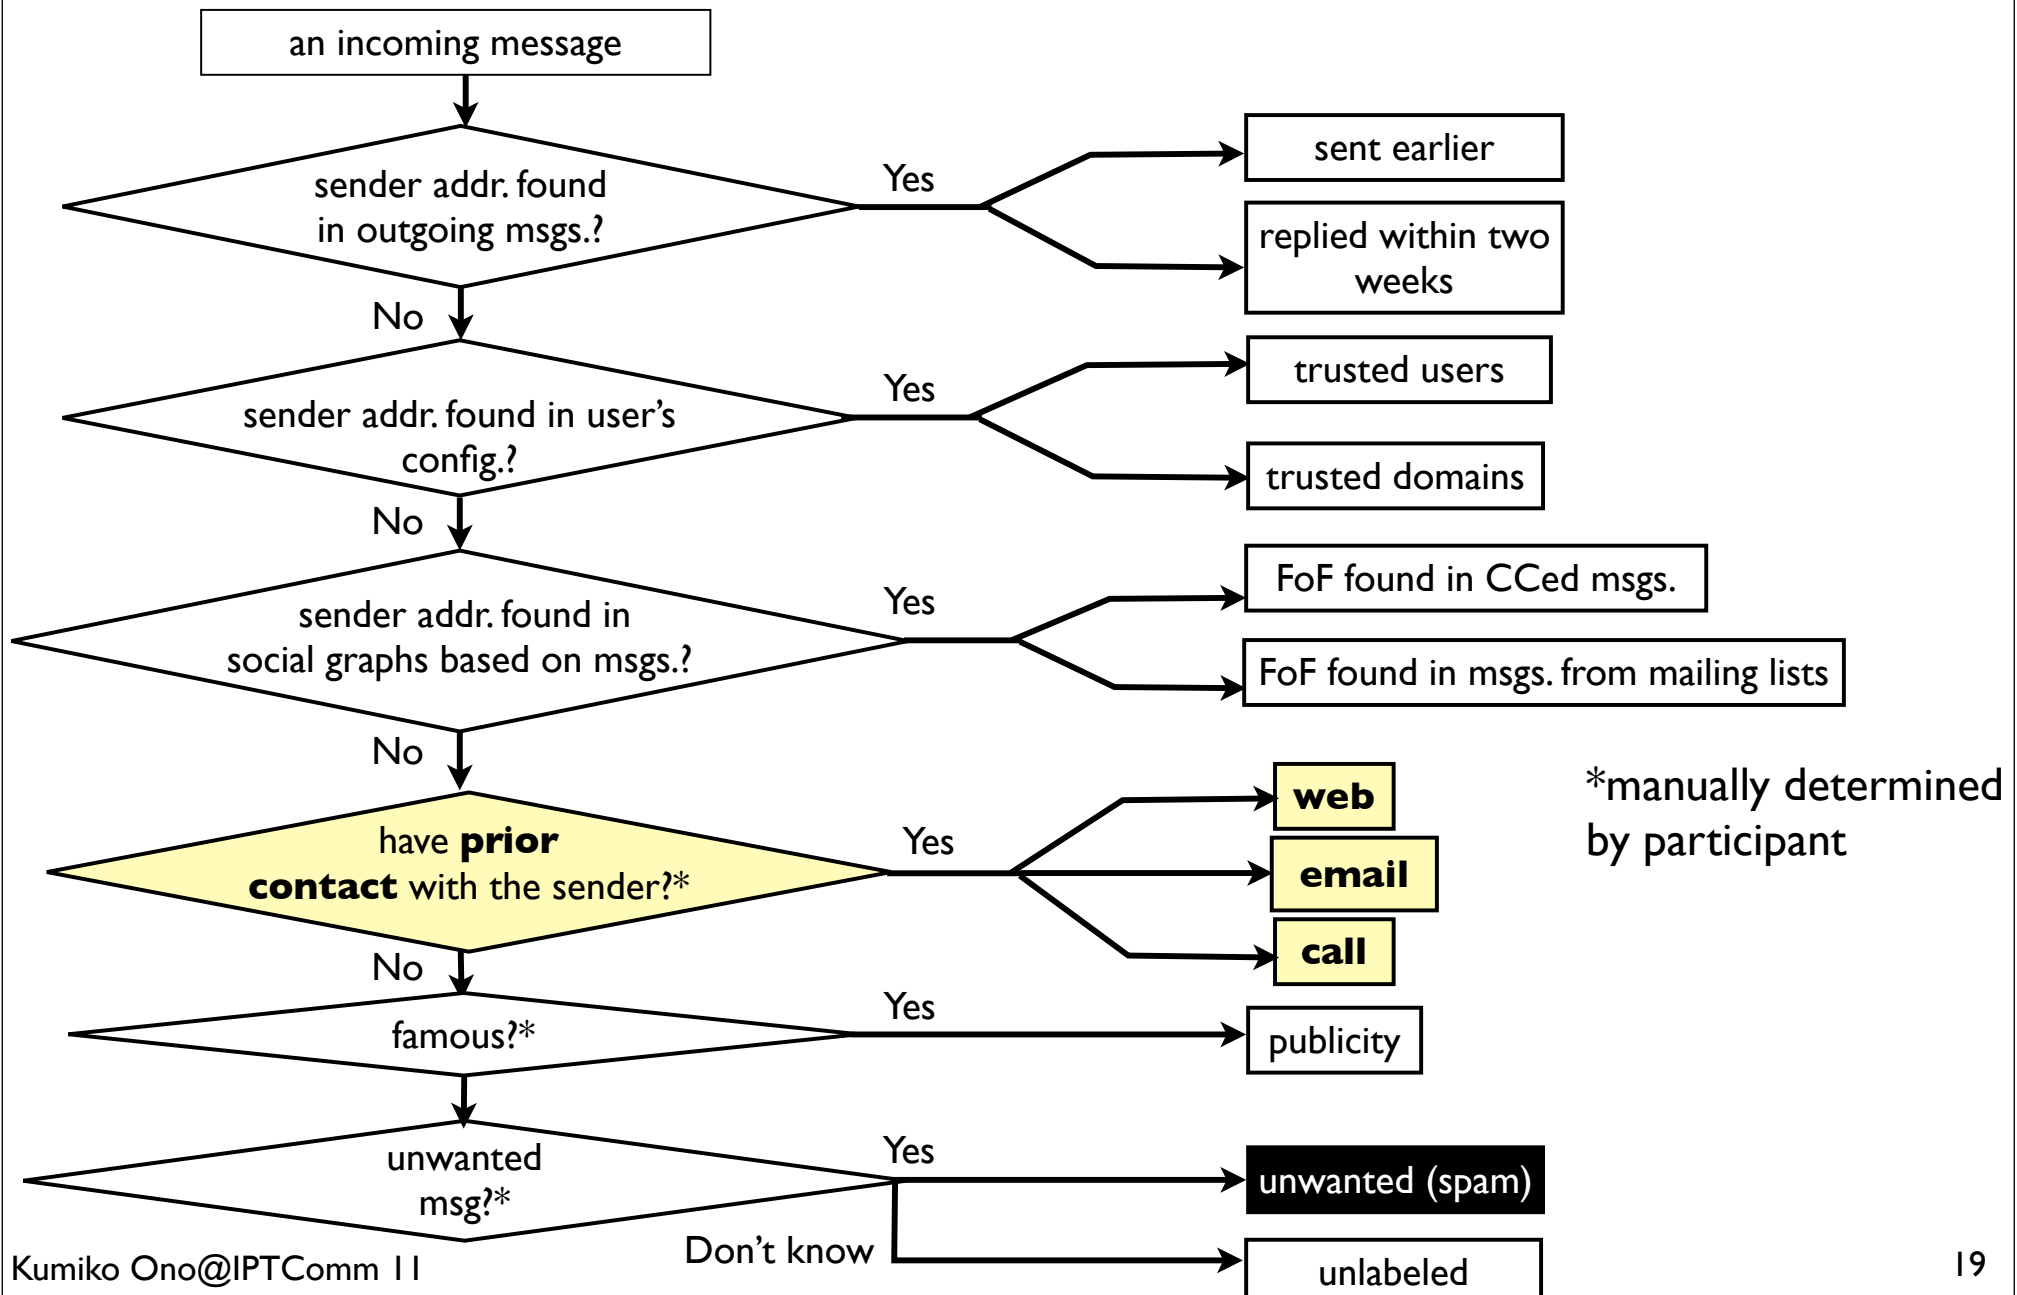 an incoming message
sender addr. found
in outgoing msgs.?
Yes
sent earlier
replied within two
weeks
No
sender addr. found in user's
config.?
Yes
trusted users
trusted domains
No
sender addr. found in
social graphs based on msgs.?
Yes
FoF found in CCed msgs.
FoF found in msgs. from mailing lists
No
have prior
contact with the sender?*
Yes
web
email
call
*manually determined
by participant
No
famous?*
Yes
publicity
unwanted
msg?*
Yes
unwanted (spam)
Don't know
unlabeled
Kumiko Ono@IPTComm 11
19